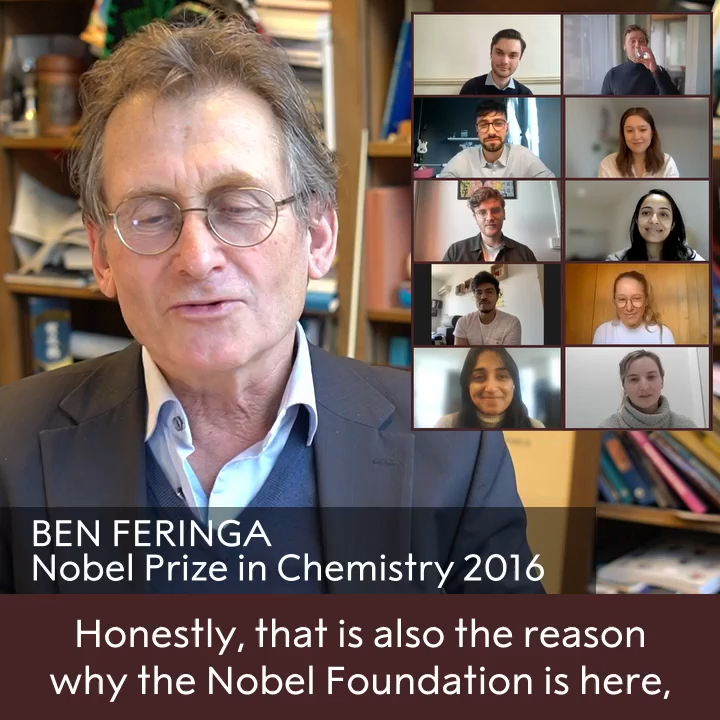 BEN FERINGA
Nobel Prize in Chemistry 2016
Honestly, that is also the reason
why the Nobel Foundation is here,